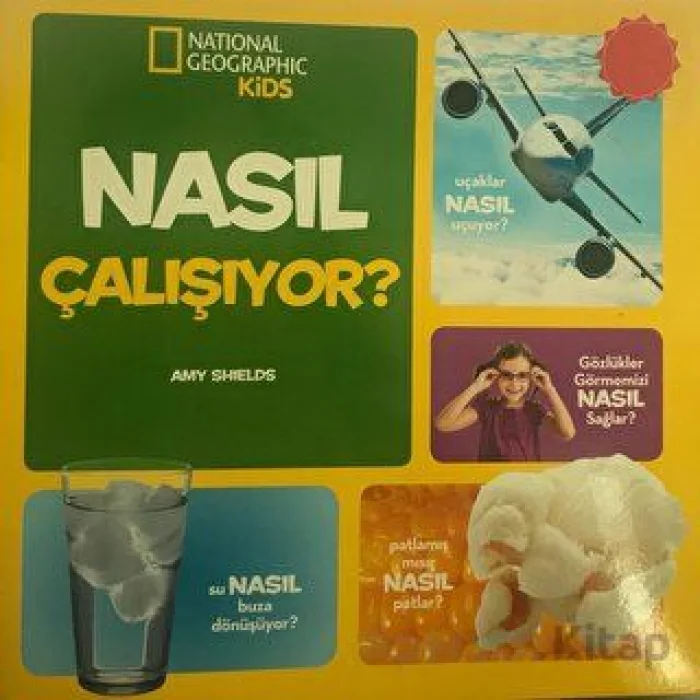 NATIONAL
GEOGRAPHIC
KiDS
NASIL
ÇALIŞIYOR?
AMY SHIELDS
uçaklar
NASIL
uçuyor?
Gözlükler
Görmemizi
NASIL
Sağlar?
su NASIL
buza
dönüşüyor?
patlamış
mısır
NASIL
patlar?
Kitap